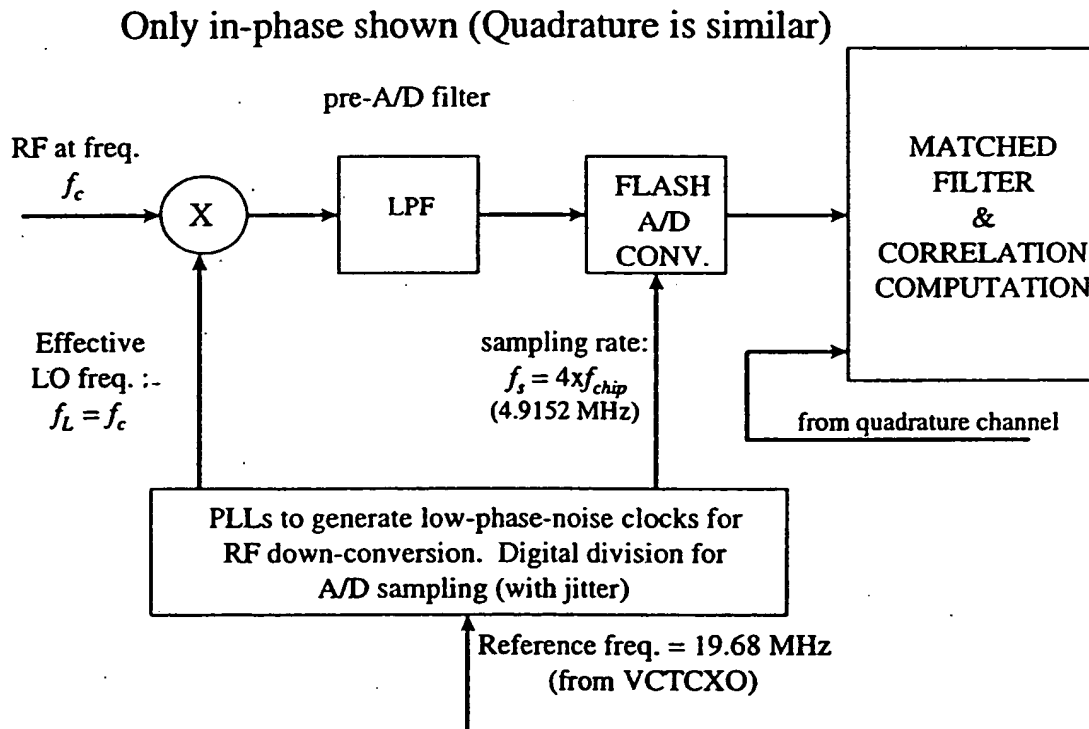 Only in-phase shown (Quadrature is similar)
pre-A/D filter
RF at freq.
f_c
X
LPF
FLASH
A/D
CONV.
MATCHED
FILTER
&
CORRELATION
COMPUTATION
Effective
LO freq. :-
f_L = f_c
sampling rate:
f_s = 4xf_chip
(4.9152 MHz)
from quadrature channel
PLLs to generate low-phase-noise clocks for
RF down-conversion. Digital division for
A/D sampling (with jitter)
Reference freq. = 19.68 MHz
(from VCTCXO)